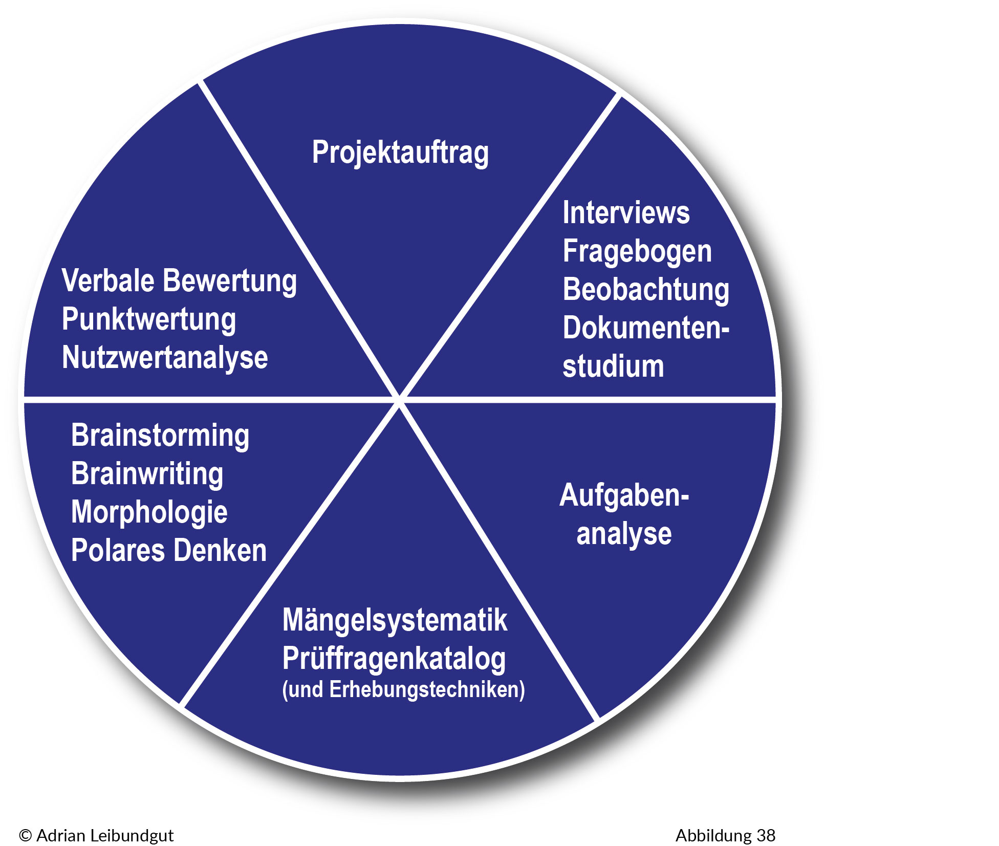 Projektauftrag
Interviews
Fragebogen
Beobachtung
Dokumenten-
studium
Aufgaben-
analyse
Mängelsystematik
Prüffragenkatalog
(und Erhebungstechniken)
Brainstorming
Brainwriting
Morphologie
Polares Denken
Verbale Bewertung
Punktwertung
Nutzwertanalyse
© Adrian Leibundgut
Abbildung 38